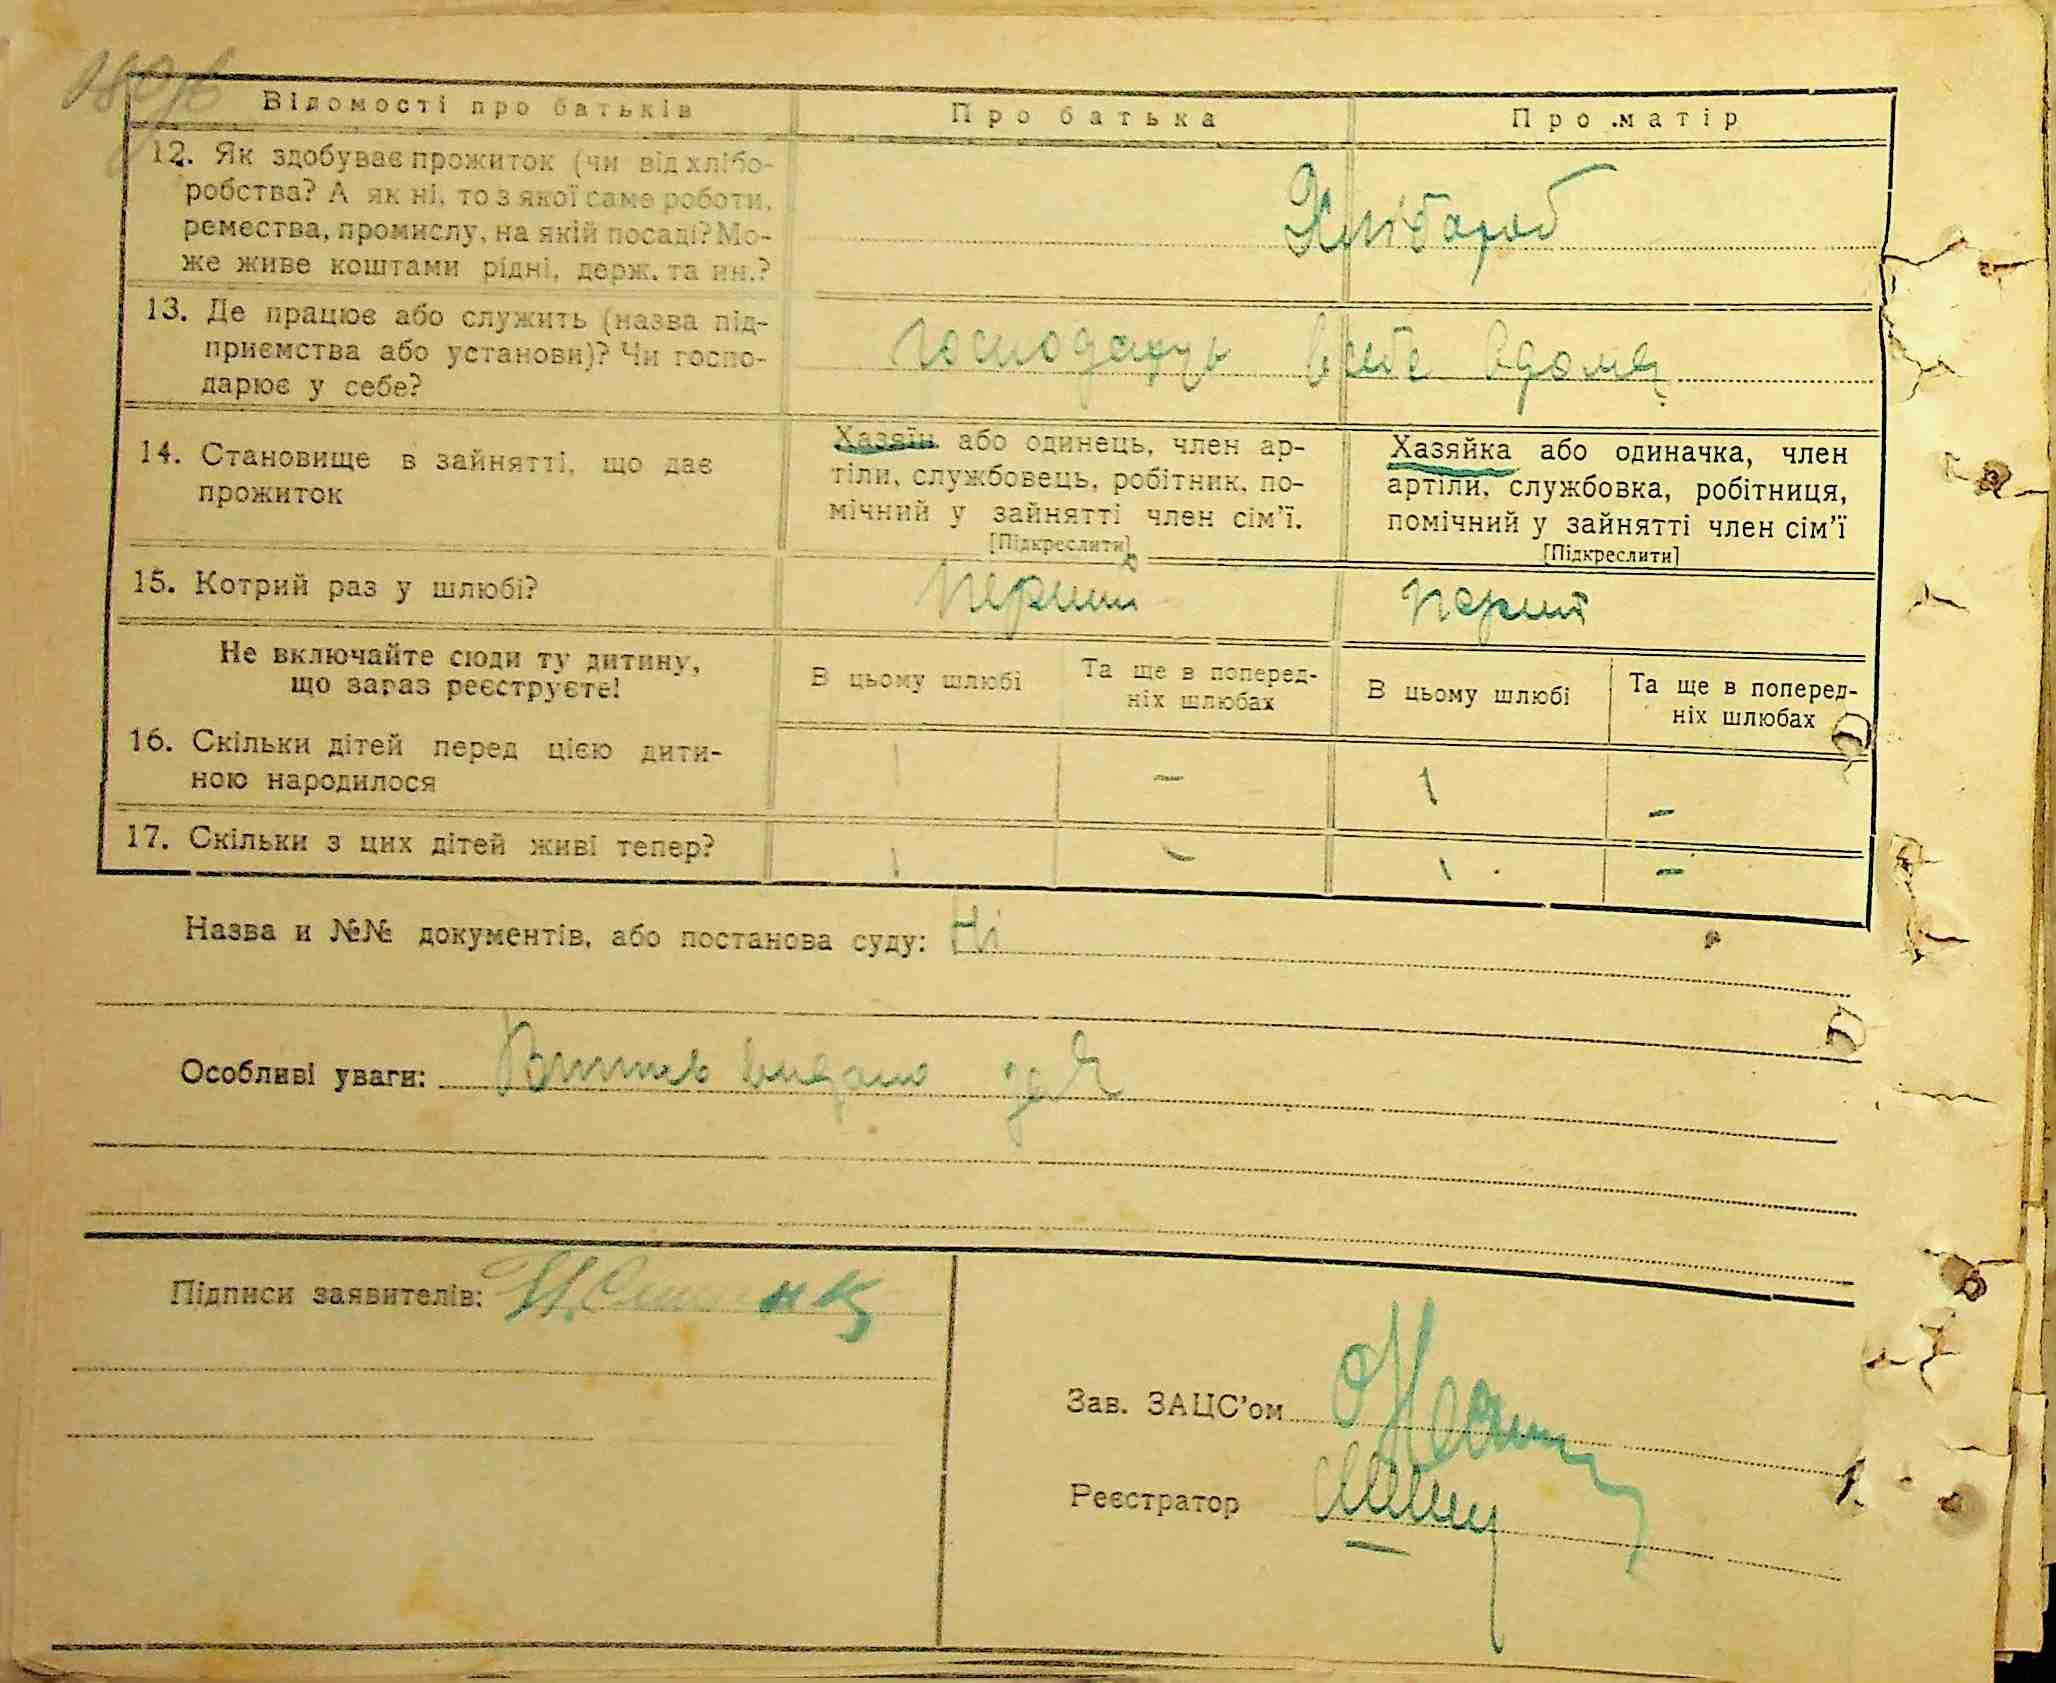 Відомості про батьків	Про батька	Про матір
12. Як здобуває прожиток (чи від хлібо-
робства? А як ні, то з якої саме роботи,
ремества, промислу, на якій посаді? Мо-
же живе коштами рідні, держ. та ин.?
Хлібароб
13. Де працює або служить (назва під-
приємства або установи)? Чи госпо-
дарює у себе?
14. Становище в зайнятті, що дає
прожиток
Хазяїн або одинець, член ар-
тіли, службовець, робітник, по-
мічний у зайнятті член сім'ї.
[Підкреслити]
Хазяйка або одиначка, член
артіли, службовка, робітниця,
помічний у зайнятті член сім'ї
[Підкреслити]
15. Котрий раз у шлюбі?	перший	перший
Не включайте сюди ту дитину,
що зараз реєструєте!
В цьому шлюбі
Та ще в поперед-
ніх шлюбах
В цьому шлюбі
Та ще в поперед-
ніх шлюбах
16. Скільки дітей перед цією дити-
ною народилося
1	–	1	–
17. Скільки з цих дітей живі тепер?	1	–	1	–
Назва и №№ документів, або постанова суду: Ні
Особливі уваги: видано
Підписи заявителів:
Зав. ЗАЦС'ом
Реєстратор